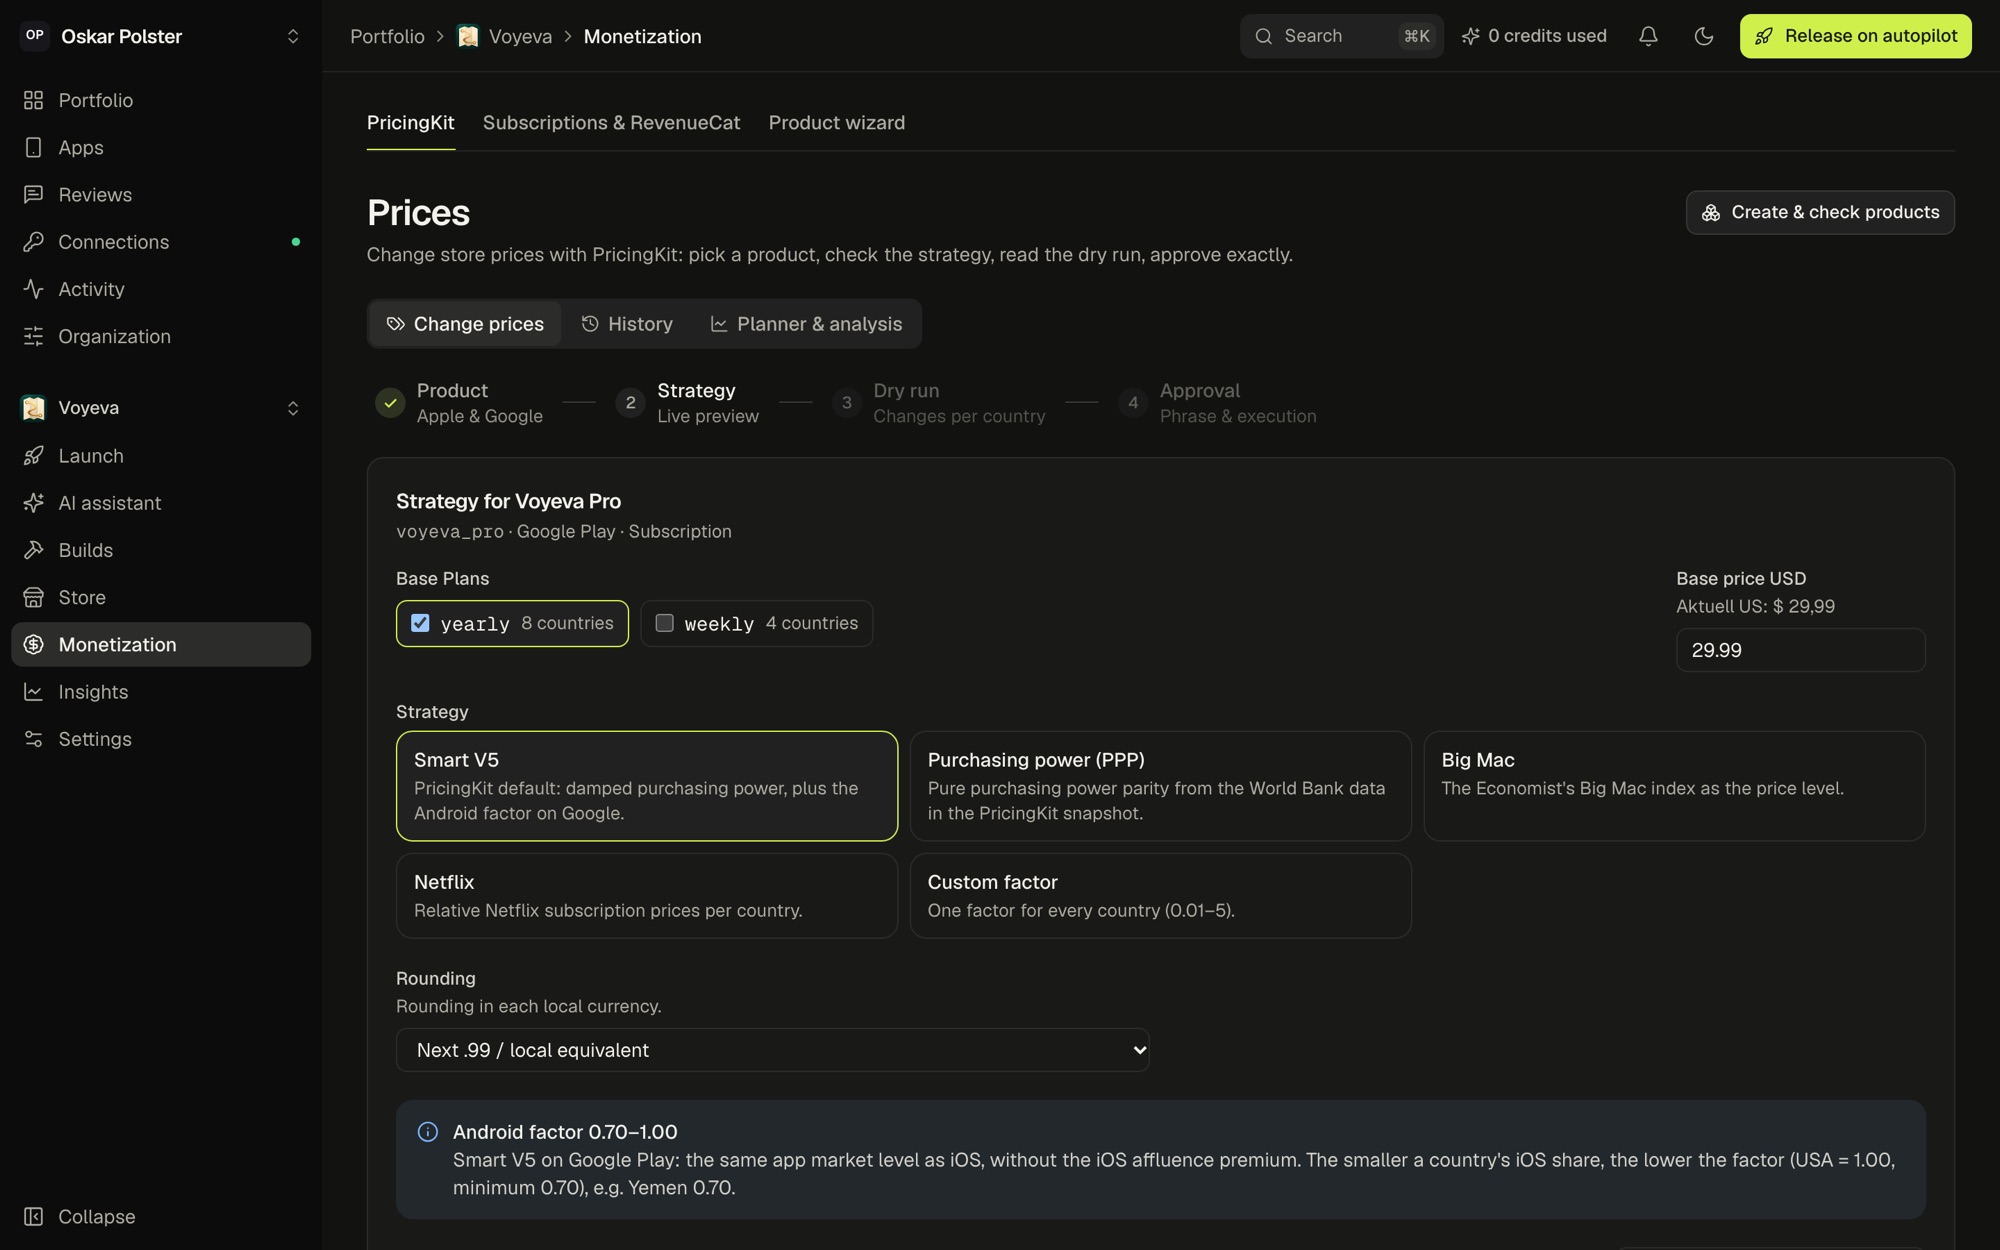 OP Oskar Polster
Portfolio
Apps
Reviews
Connections
Activity
Organization
Voyeva
Launch
AI assistant
Builds
Store
Monetization
Insights
Settings
Collapse
Portfolio > Voyeva > Monetization
Search ⌘K
0 credits used
Release on autopilot
PricingKit Subscriptions & RevenueCat Product wizard
Prices
Create & check products
Change store prices with PricingKit: pick a product, check the strategy, read the dry run, approve exactly.
Change prices History Planner & analysis
Product
Apple & Google
2 Strategy
Live preview
3 Dry run
Changes per country
4 Approval
Phrase & execution
Strategy for Voyeva Pro
voyeva_pro · Google Play · Subscription
Base Plans
yearly 8 countries
weekly 4 countries
Base price USD
Aktuell US: $ 29,99
29.99
Strategy
Smart V5
PricingKit default: damped purchasing power, plus the
Android factor on Google.
Purchasing power (PPP)
Pure purchasing power parity from the World Bank data
in the PricingKit snapshot.
Big Mac
The Economist's Big Mac index as the price level.
Netflix
Relative Netflix subscription prices per country.
Custom factor
One factor for every country (0.01–5).
Rounding
Rounding in each local currency.
Next .99 / local equivalent
Android factor 0.70–1.00
Smart V5 on Google Play: the same app market level as iOS, without the iOS affluence premium. The smaller a country's iOS share, the lower the factor (USA = 1.00,
minimum 0.70), e.g. Yemen 0.70.